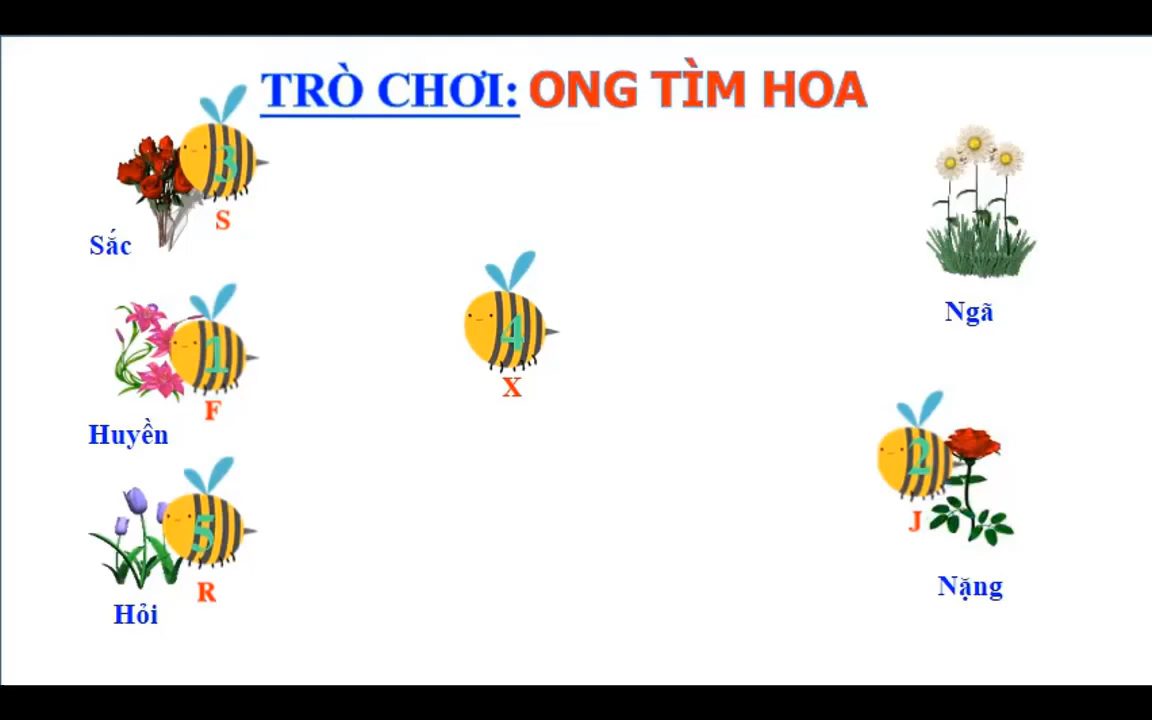 TRÒ CHƠI: ONG TÌM HOA
3
S
Sắc
Ngã
1
F
Huyền
4
X
2
J
Nặng
5
R
Hỏi